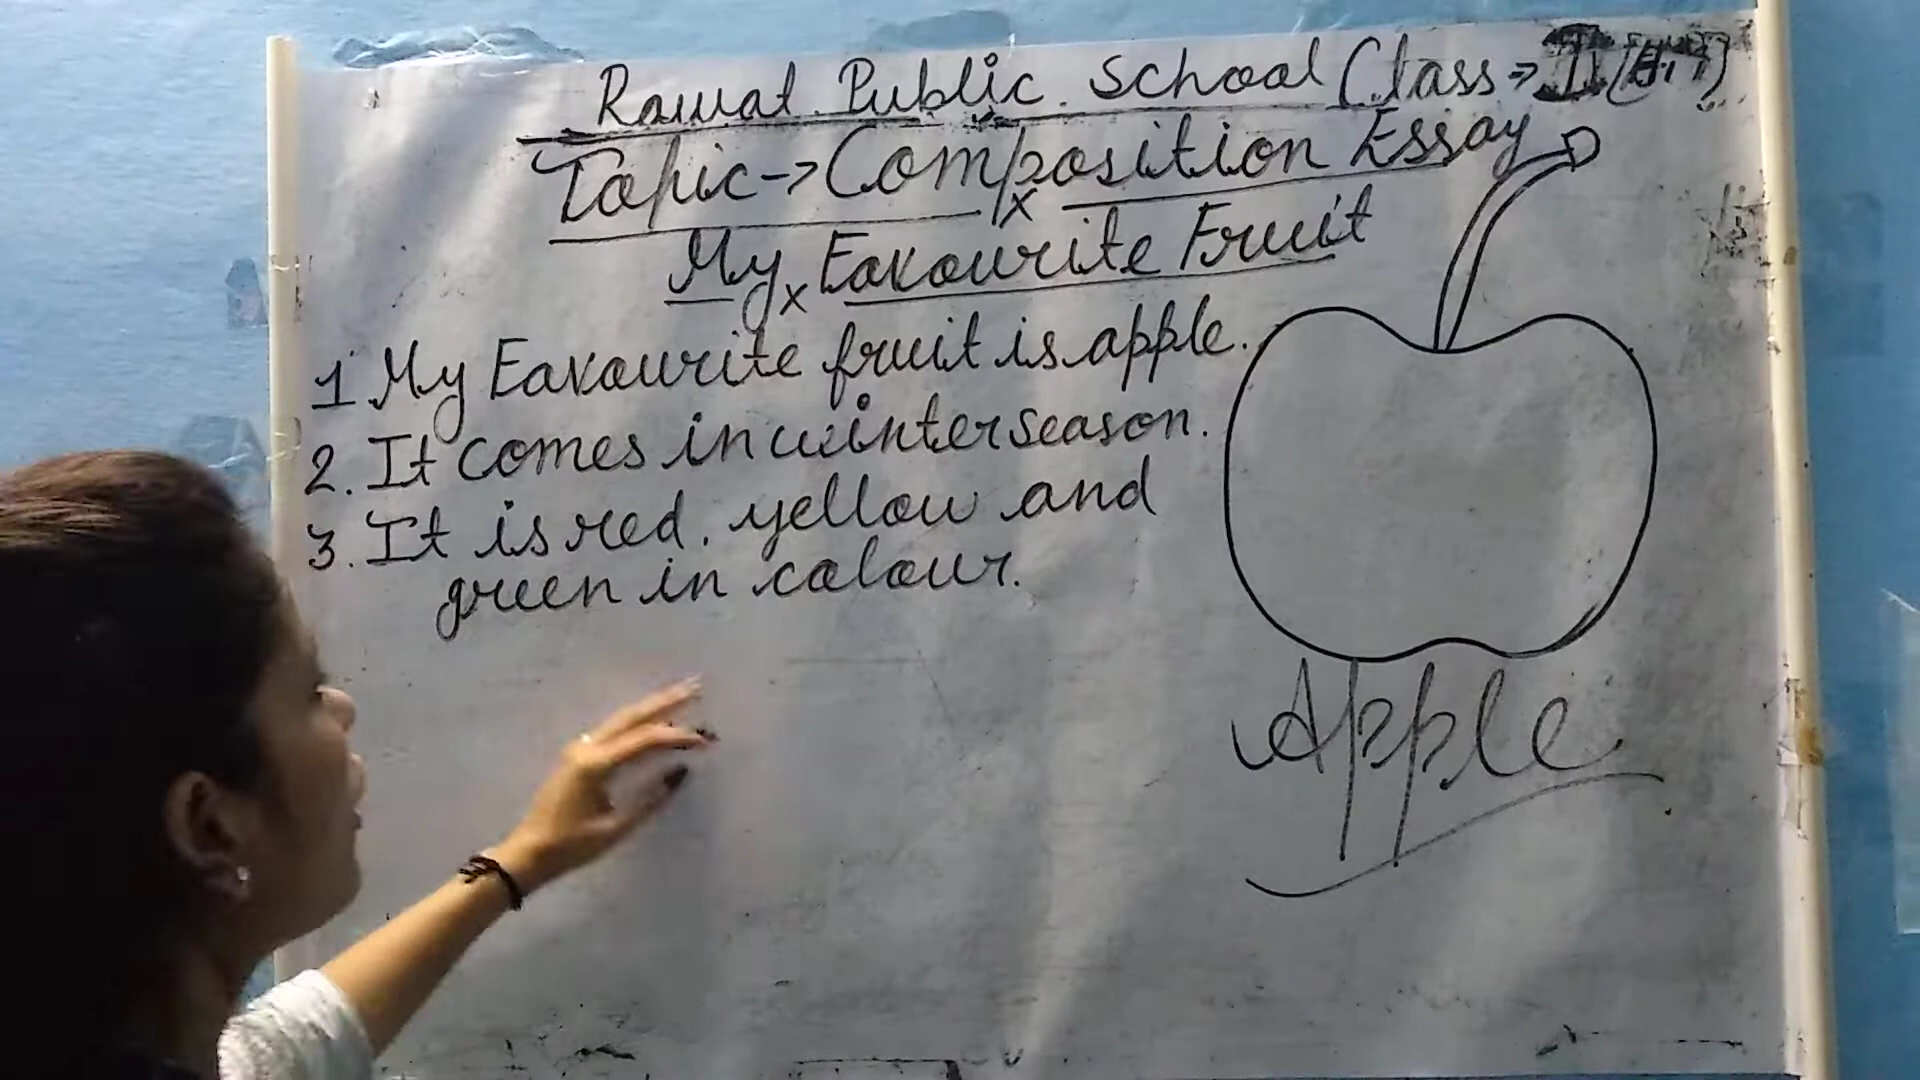 Rawat Public School Class → II
Topic → Composition Essay
My Favourite Fruit
1. My Favourite fruit is apple.
2. It comes in winter season.
3. It is red, yellow and
green in colour.
Apple